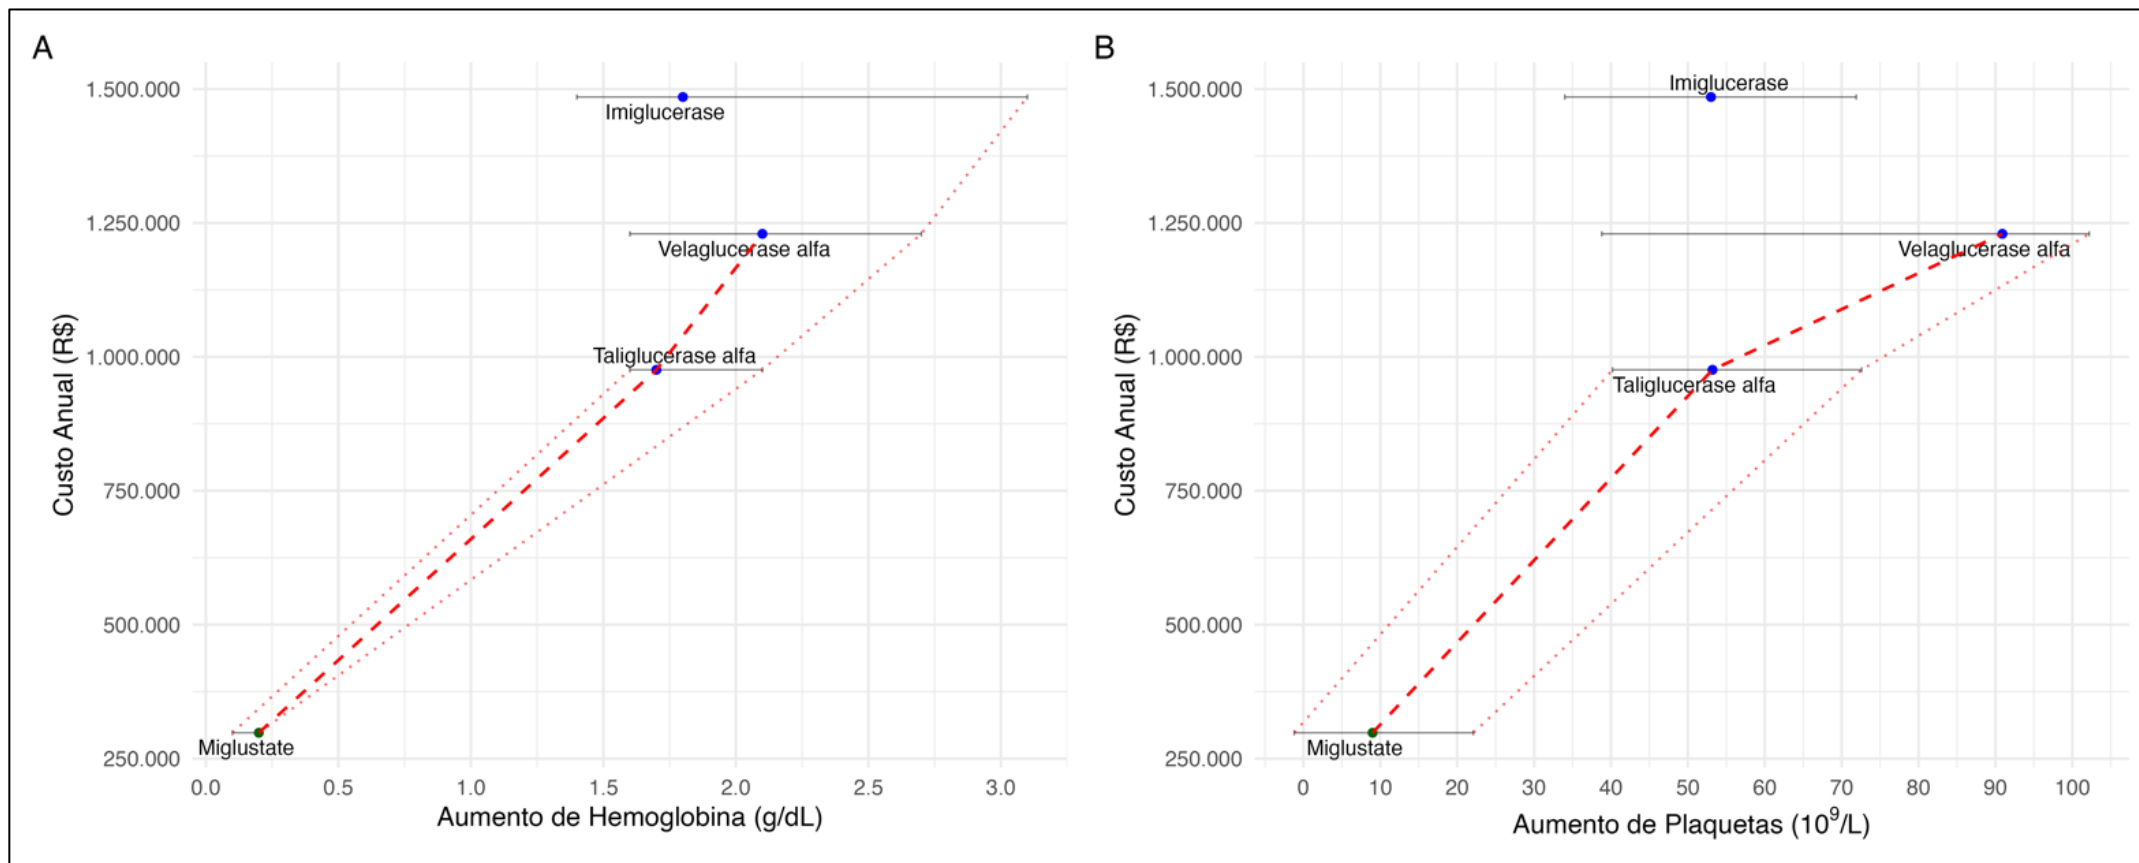 A
Custo Anual (R$)
1.500.000
1.250.000
1.000.000
750.000
500.000
250.000
Imiglucerase
Velaglucerase alfa
Taliglucerase alfa
Miglustate
0.0 0.5 1.0 1.5 2.0 2.5 3.0
Aumento de Hemoglobina (g/dL)
B
Custo Anual (R$)
1.500.000
1.250.000
1.000.000
750.000
500.000
250.000
Imiglucerase
Velaglucerase alfa
Taliglucerase alfa
Miglustate
0 10 20 30 40 50 60 70 80 90 100
Aumento de Plaquetas (10⁹/L)